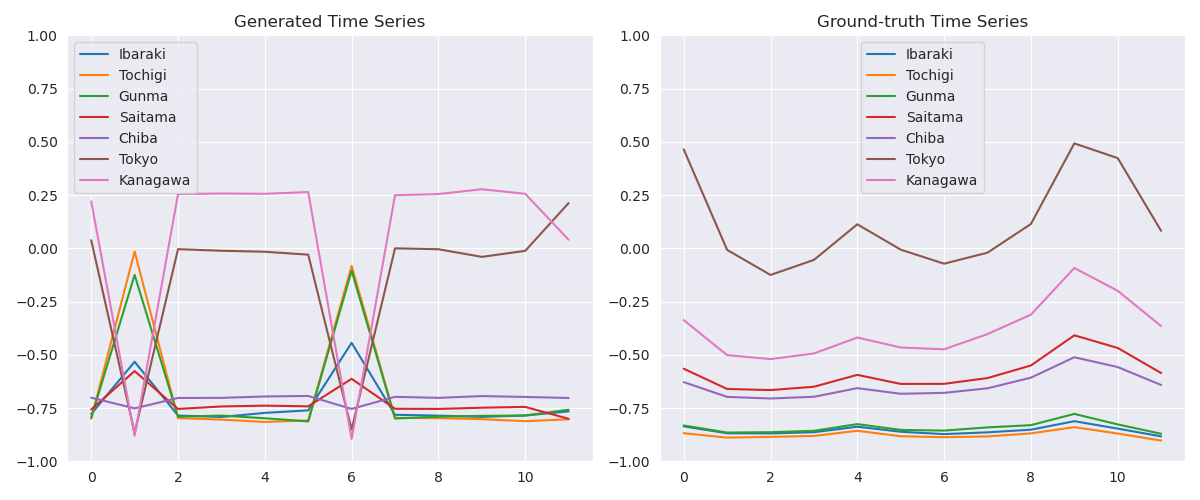 Generated Time Series
1.00
0.75
0.50
0.25
0.00
−0.25
−0.50
−0.75
−1.00
0 2 4 6 8 10
Ibaraki
Tochigi
Gunma
Saitama
Chiba
Tokyo
Kanagawa
Ground-truth Time Series
1.00
0.75
0.50
0.25
0.00
−0.25
−0.50
−0.75
−1.00
0 2 4 6 8 10
Ibaraki
Tochigi
Gunma
Saitama
Chiba
Tokyo
Kanagawa